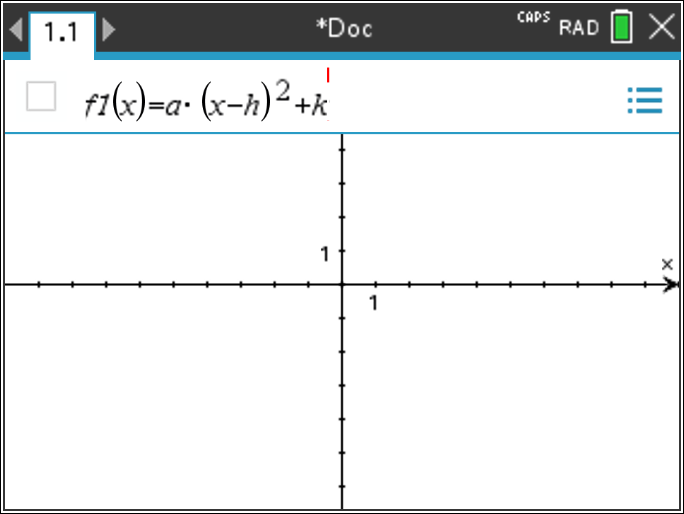 1.1 *Doc CAPS RAD
f1(x)=a·(x−h)²+k
1
x
1